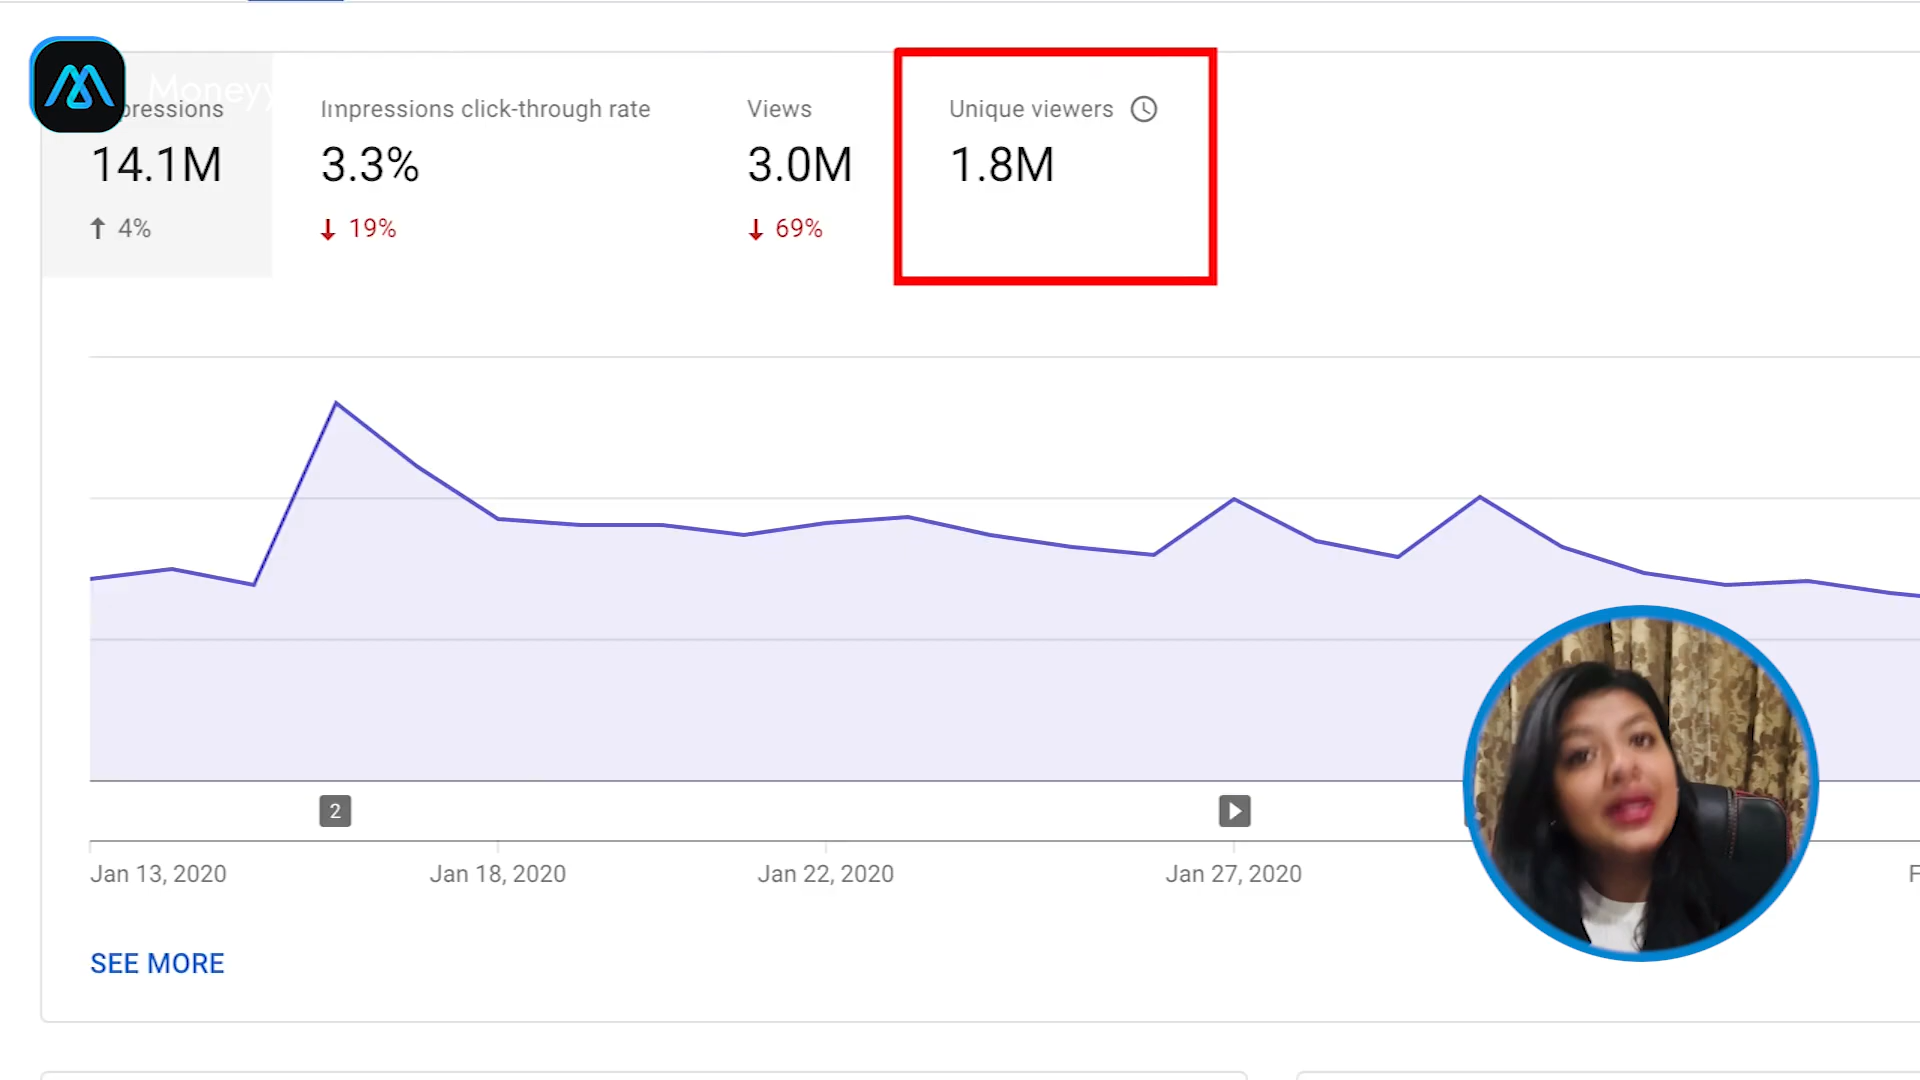 Moneyy
pressions
Impressions click-through rate
Views
Unique viewers
14.1M
3.3%
3.0M
1.8M
4%
19%
69%
2
Jan 13, 2020
Jan 18, 2020
Jan 22, 2020
Jan 27, 2020
F
SEE MORE